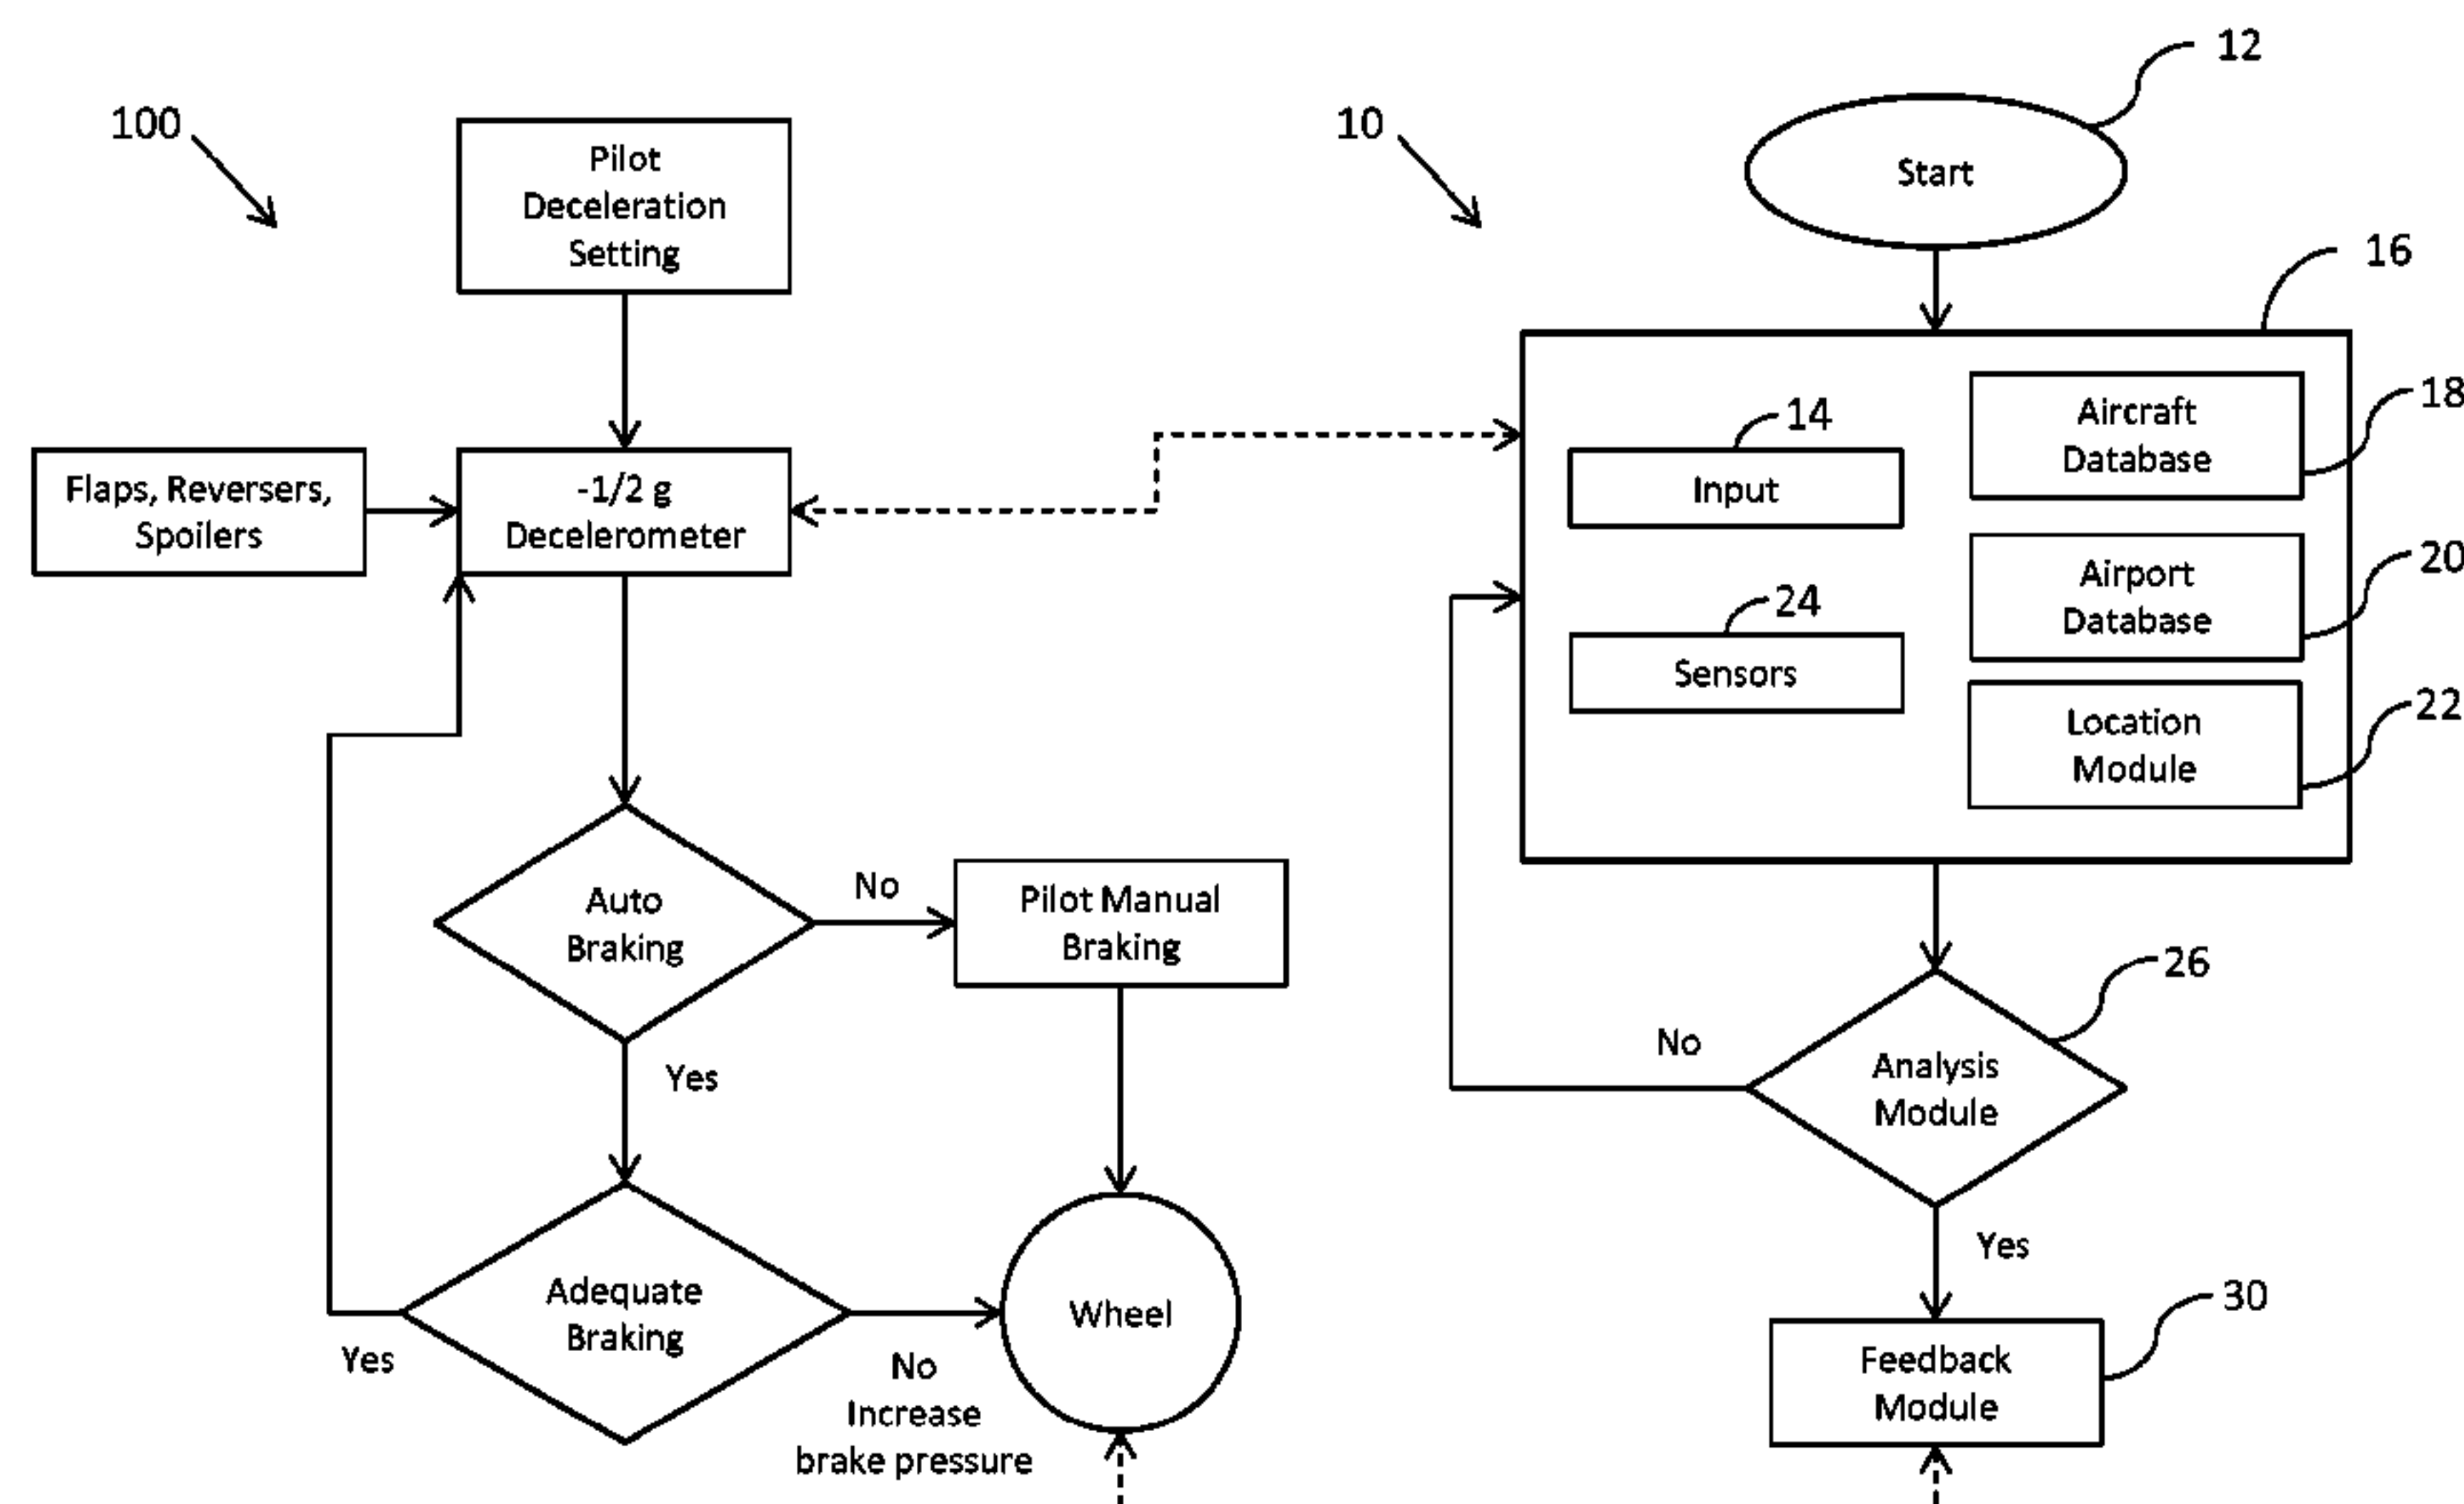 100
Pilot
Deceleration
Setting
Flaps, Reversers,
Spoilers
-1/2 g
Decelerometer
Auto
Braking
No
Pilot Manual
Braking
Yes
Adequate
Braking
Yes
No
Increase
brake pressure
Wheel
10
12
Start
16
14
Input
24
Sensors
Aircraft
Database
18
Airport
Database
20
Location
Module
22
26
Analysis
Module
No
Yes
30
Feedback
Module